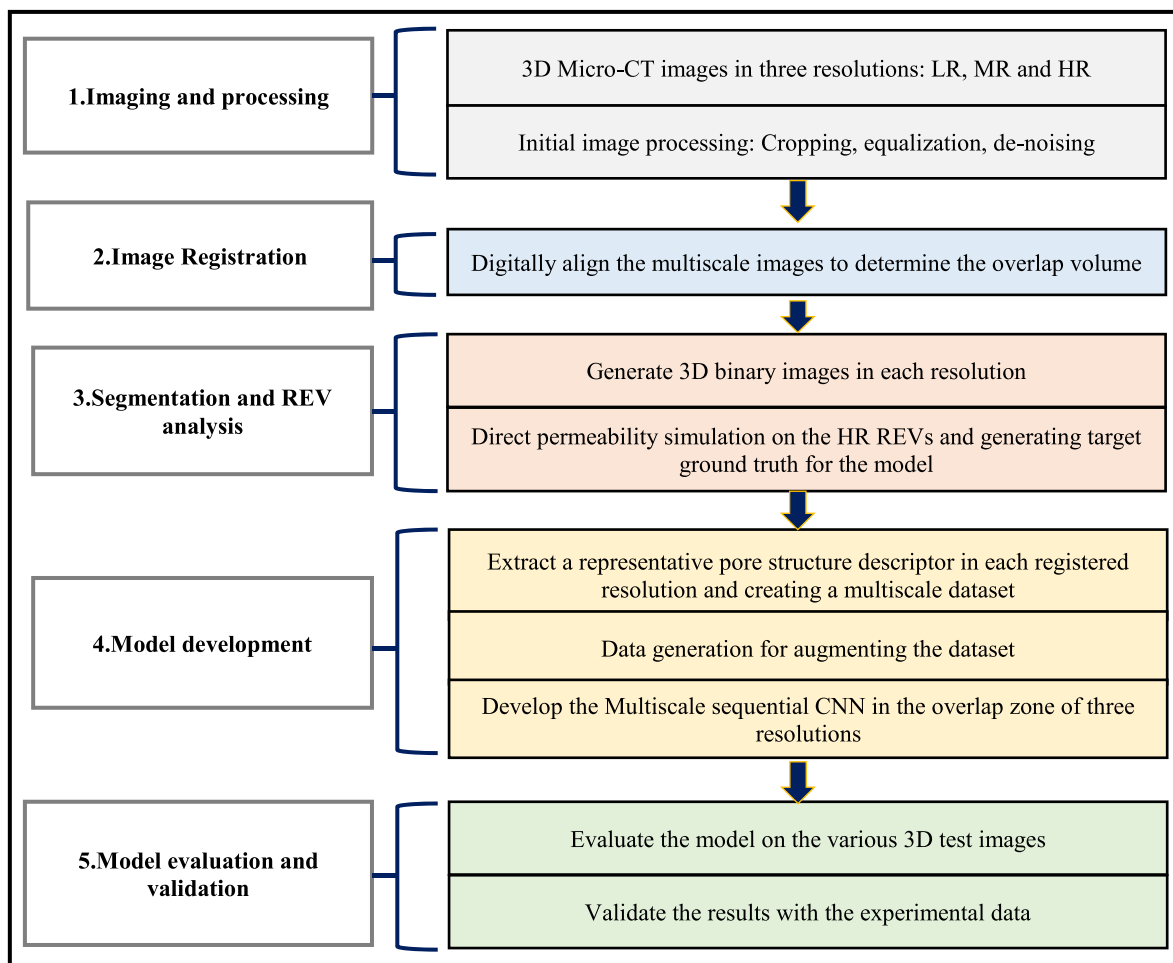 1.Imaging and processing
3D Micro-CT images in three resolutions: LR, MR and HR
Initial image processing: Cropping, equalization, de-noising
2.Image Registration
Digitally align the multiscale images to determine the overlap volume
3.Segmentation and REV
analysis
Generate 3D binary images in each resolution
Direct permeability simulation on the HR REVs and generating target
ground truth for the model
4.Model development
Extract a representative pore structure descriptor in each registered
resolution and creating a multiscale dataset
Data generation for augmenting the dataset
Develop the Multiscale sequential CNN in the overlap zone of three
resolutions
5.Model evaluation and
validation
Evaluate the model on the various 3D test images
Validate the results with the experimental data